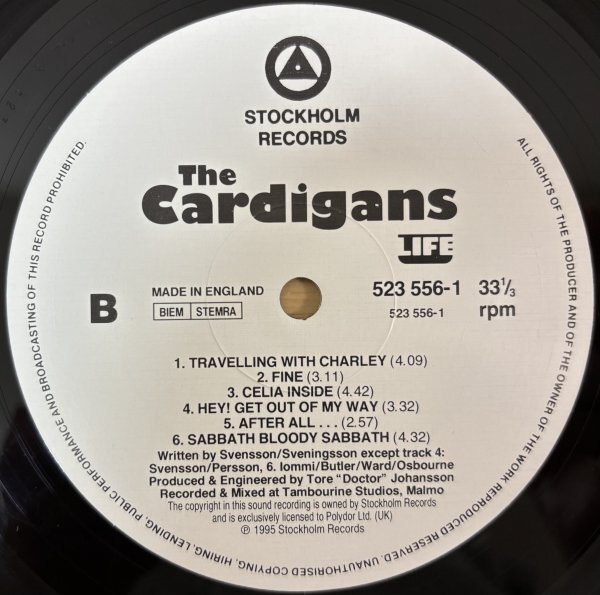 STOCKHOLM
RECORDS
The
Cardigans
LIFE
B
MADE IN ENGLAND
BIEM STEMRA
523 556-1
523 556-1
33 1/3
rpm
1. TRAVELLING WITH CHARLEY (4.09)
2. FINE (3.11)
3. CELIA INSIDE (4.42)
4. HEY! GET OUT OF MY WAY (3.32)
5. AFTER ALL . . . (2.57)
6. SABBATH BLOODY SABBATH (4.32)
Written by Svensson/Sveningsson except track 4:
Svensson/Persson, 6. Iommi/Butler/Ward/Osbourne
Produced & Engineered by Tore "Doctor" Johansson
Recorded & Mixed at Tambourine Studios, Malmo
The copyright in this sound recording is owned by Stockholm Records
and is exclusively licensed to Polydor Ltd. (UK)
℗ 1995 Stockholm Records
ALL RIGHTS OF THE PRODUCER AND OF THE OWNER OF THE WORK REPRODUCED RESERVED. UNAUTHORISED COPYING, HIRING, LENDING, PUBLIC PERFORMANCE AND BROADCASTING OF THIS RECORD PROHIBITED.